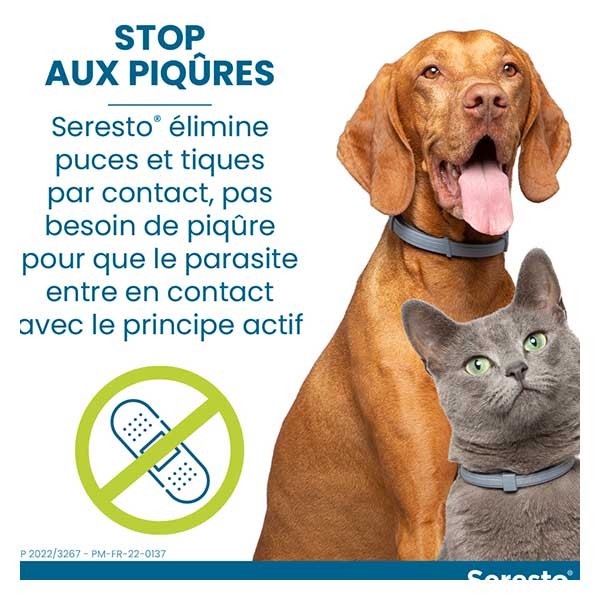 STOP
AUX PIQÛRES
Seresto® élimine
puces et tiques
par contact, pas
besoin de piqûre
pour que le parasite
entre en contact
avec le principe actif
P 2022/3267 - PM-FR-22-0137
Seresto®